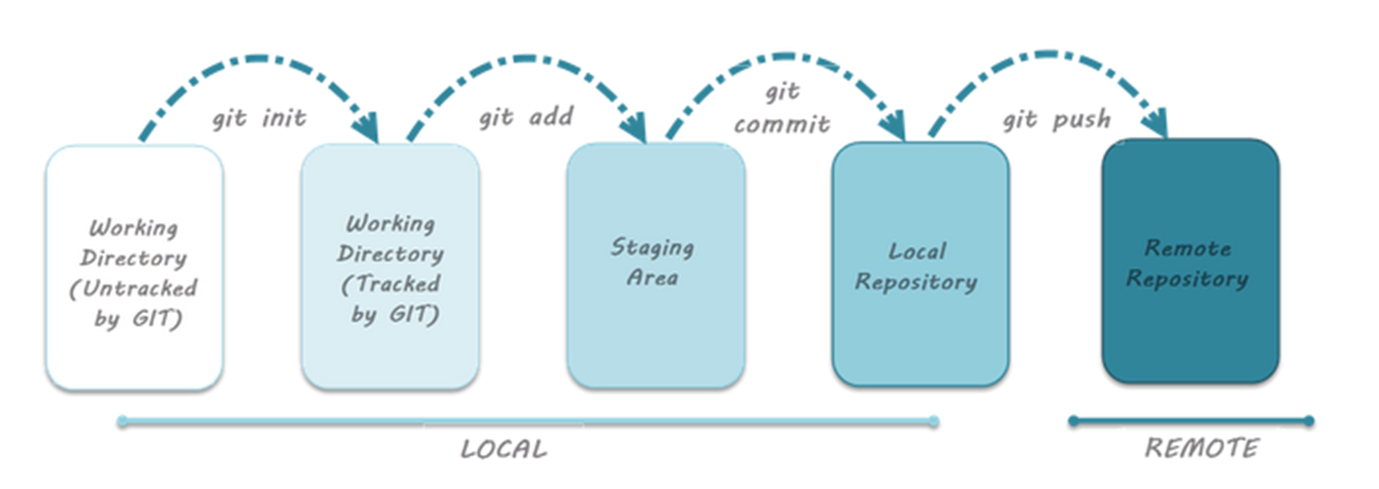 git init
git add
git
commit
git push
Working
Directory
(Untracked
by GIT)
Working
Directory
(Tracked
by GIT)
Staging
Area
Local
Repository
Remote
Repository
LOCAL
REMOTE